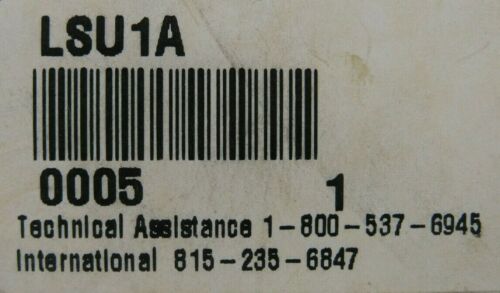 LSU1A
0005 1
Technical Assistance 1-800-537-6945
International 815-235-6847